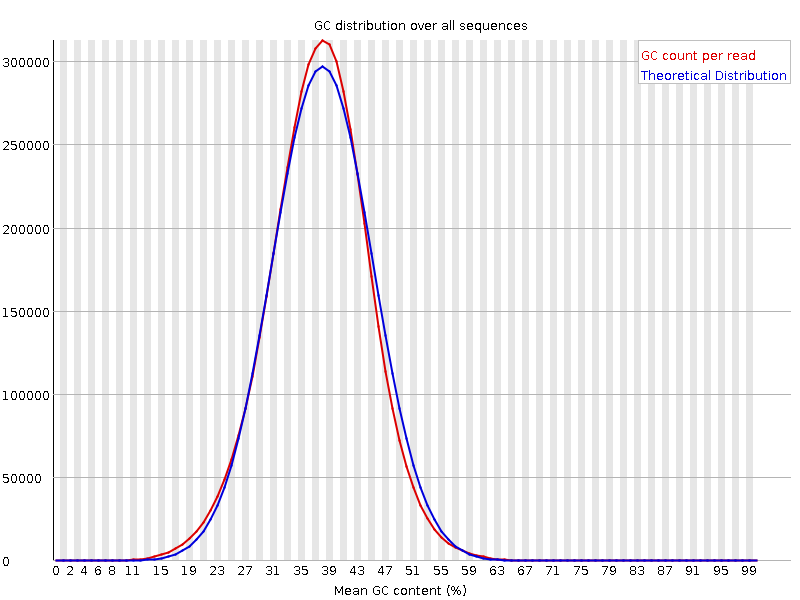 GC distribution over all sequences
GC count per read
Theoretical Distribution
300000
250000
200000
150000
100000
50000
0
0 2 4 6 8 11 15 19 23 27 31 35 39 43 47 51 55 59 63 67 71 75 79 83 87 91 95 99
Mean GC content (%)